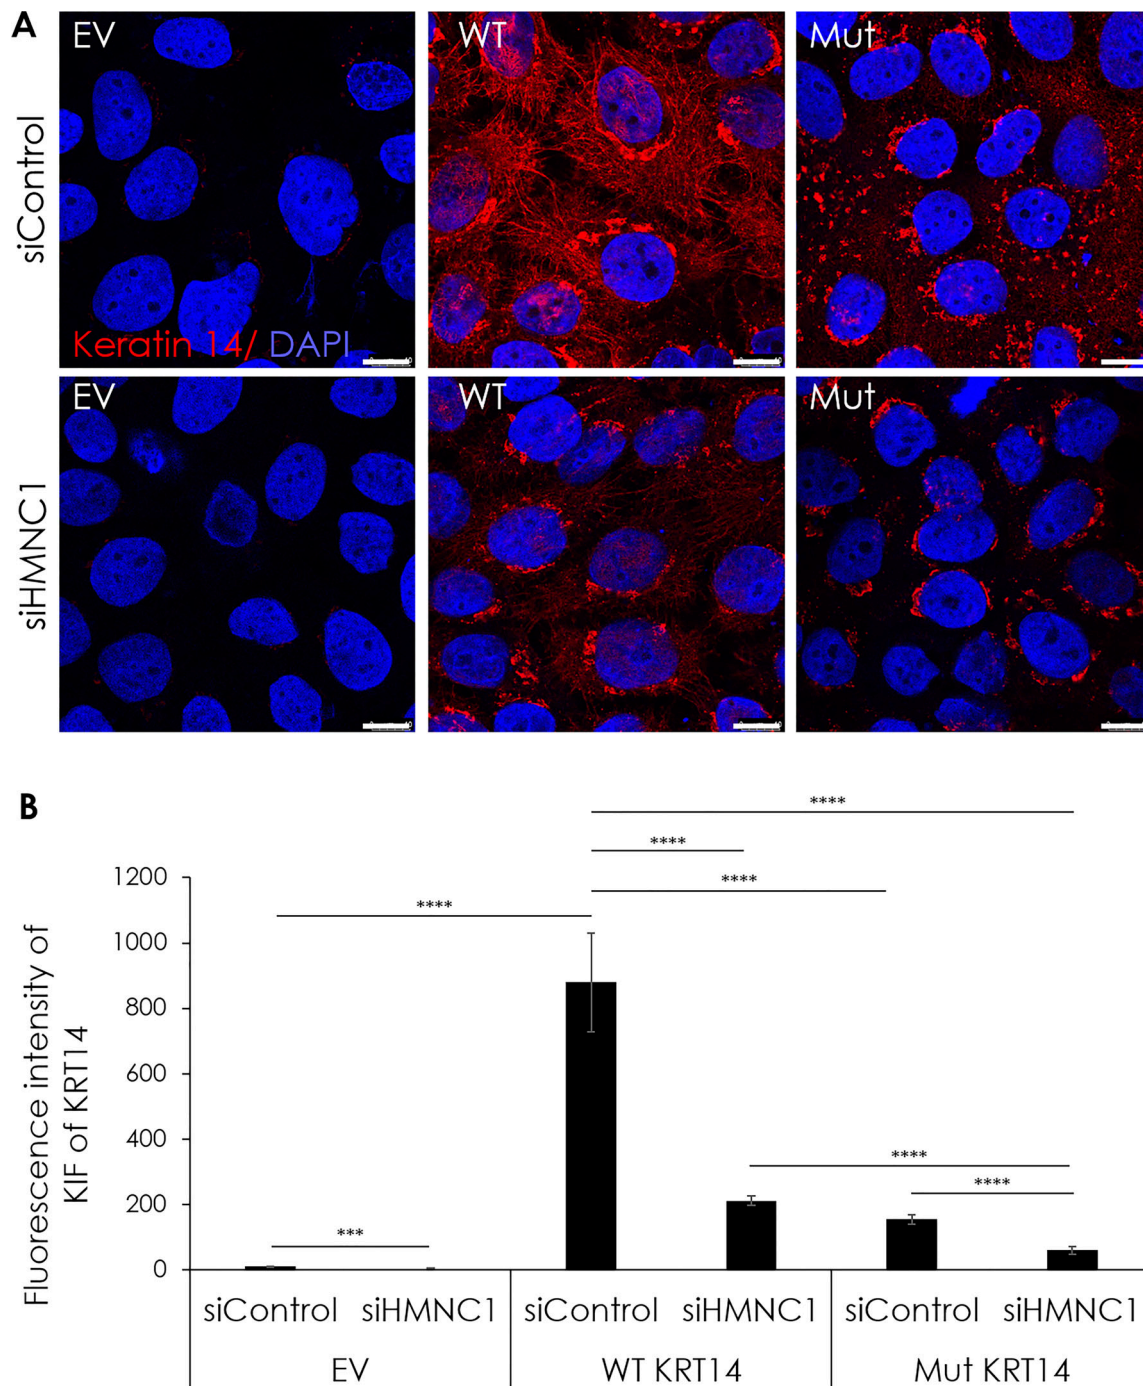 A
EV
WT
Mut
siControl
Keratin 14/ DAPI
EV
WT
Mut
siHMNC1
B
****
****
****
****
****
****
***
Fluorescence intensity of
KIF of KRT14
1200
1000
800
600
400
200
0
siControl siHMNC1 siControl siHMNC1 siControl siHMNC1
EV WT KRT14 Mut KRT14